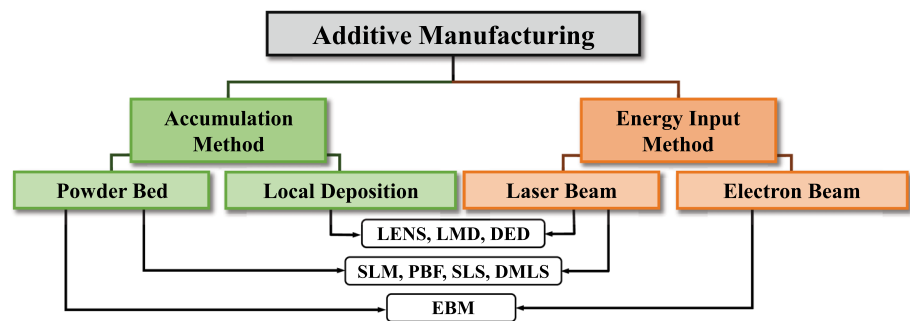 Additive Manufacturing
Accumulation
Method
Energy Input
Method
Powder Bed
Local Deposition
Laser Beam
Electron Beam
LENS, LMD, DED
SLM, PBF, SLS, DMLS
EBM